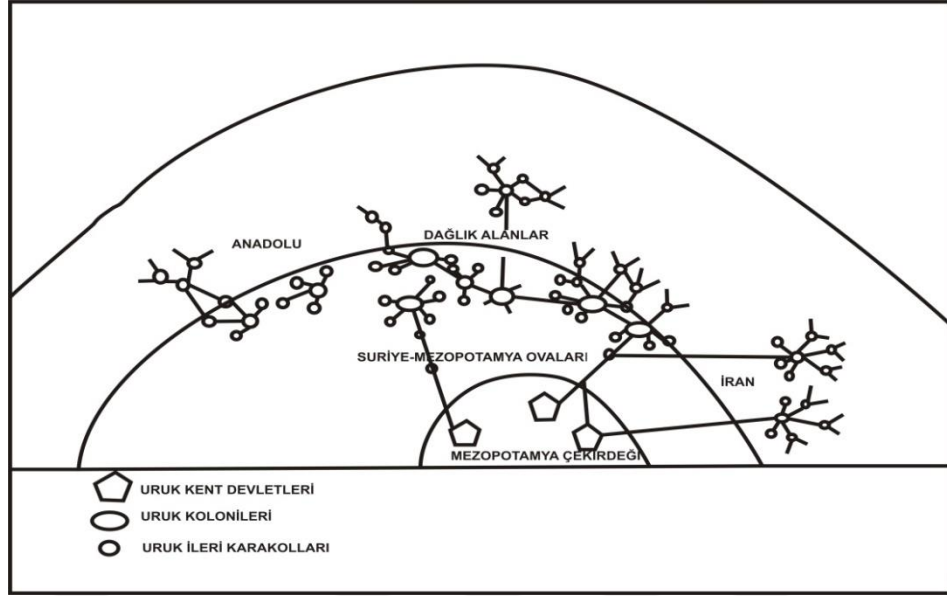 ANADOLU
DAĞLIK ALANLAR
SURİYE-MEZOPOTAMYA OVALARI
İRAN
MEZOPOTAMYA ÇEKİRDEĞİ
URUK KENT DEVLETLERİ
URUK KOLONİLERİ
URUK İLERİ KARAKOLLARI